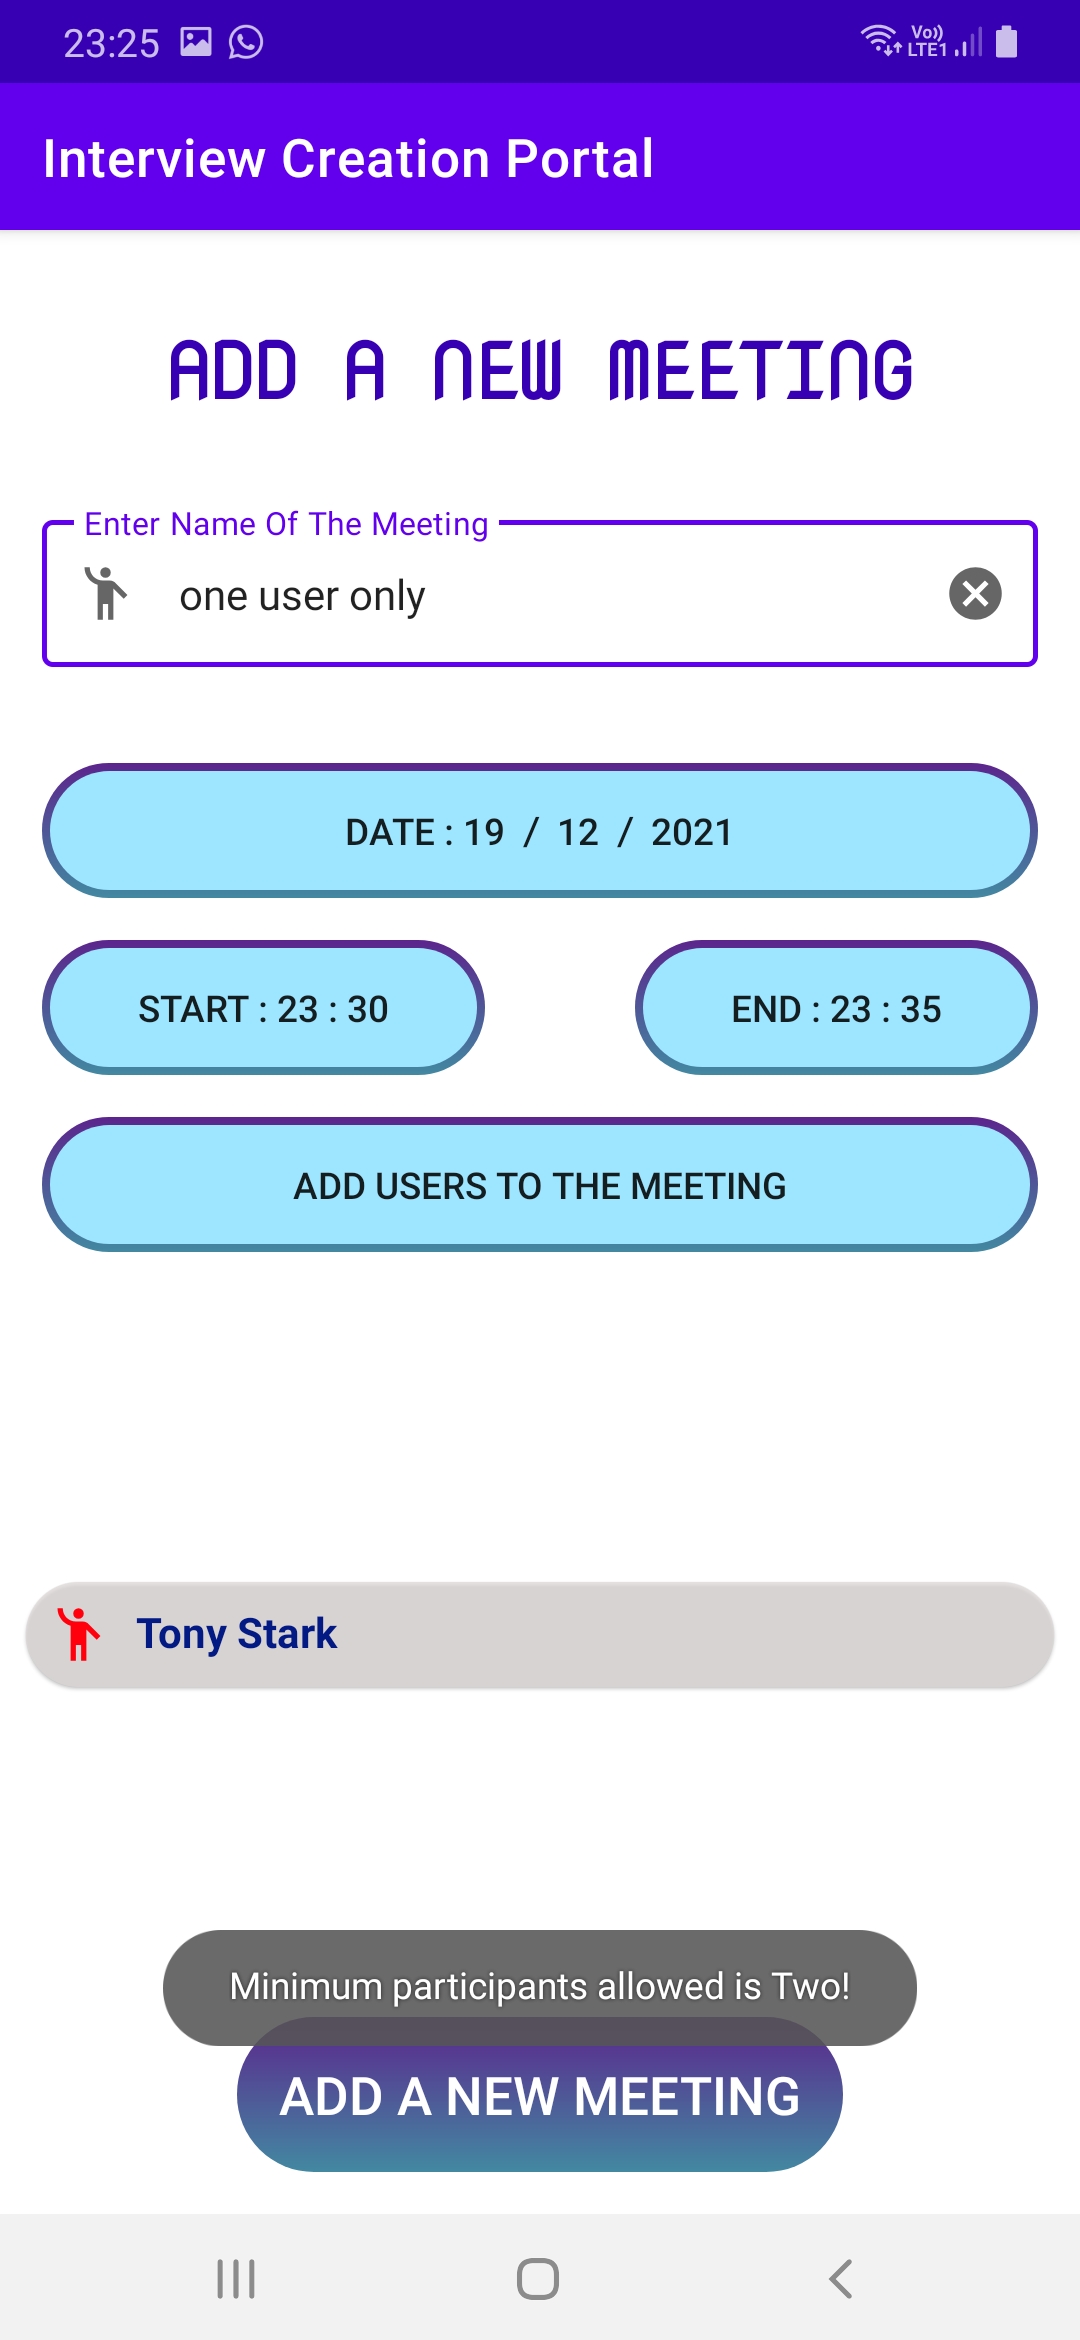 23:25
Vo))
LTE1
Interview Creation Portal
ADD A NEW MEETING
Enter Name Of The Meeting
one user only
DATE : 19 / 12 / 2021
START : 23 : 30
END : 23 : 35
ADD USERS TO THE MEETING
Tony Stark
Minimum participants allowed is Two!
ADD A NEW MEETING